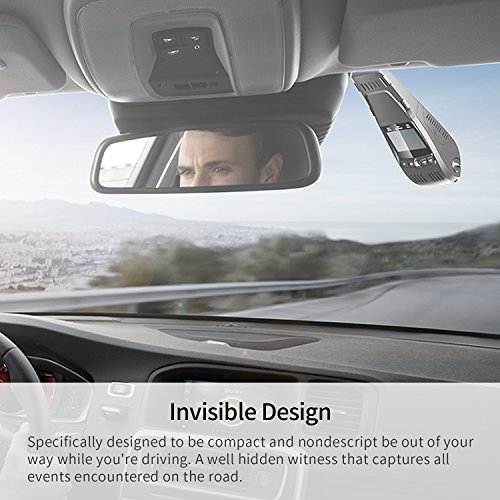 Invisible Design
Specifically designed to be compact and nondescript be out of your
way while you're driving. A well hidden witness that captures all
events encountered on the road.